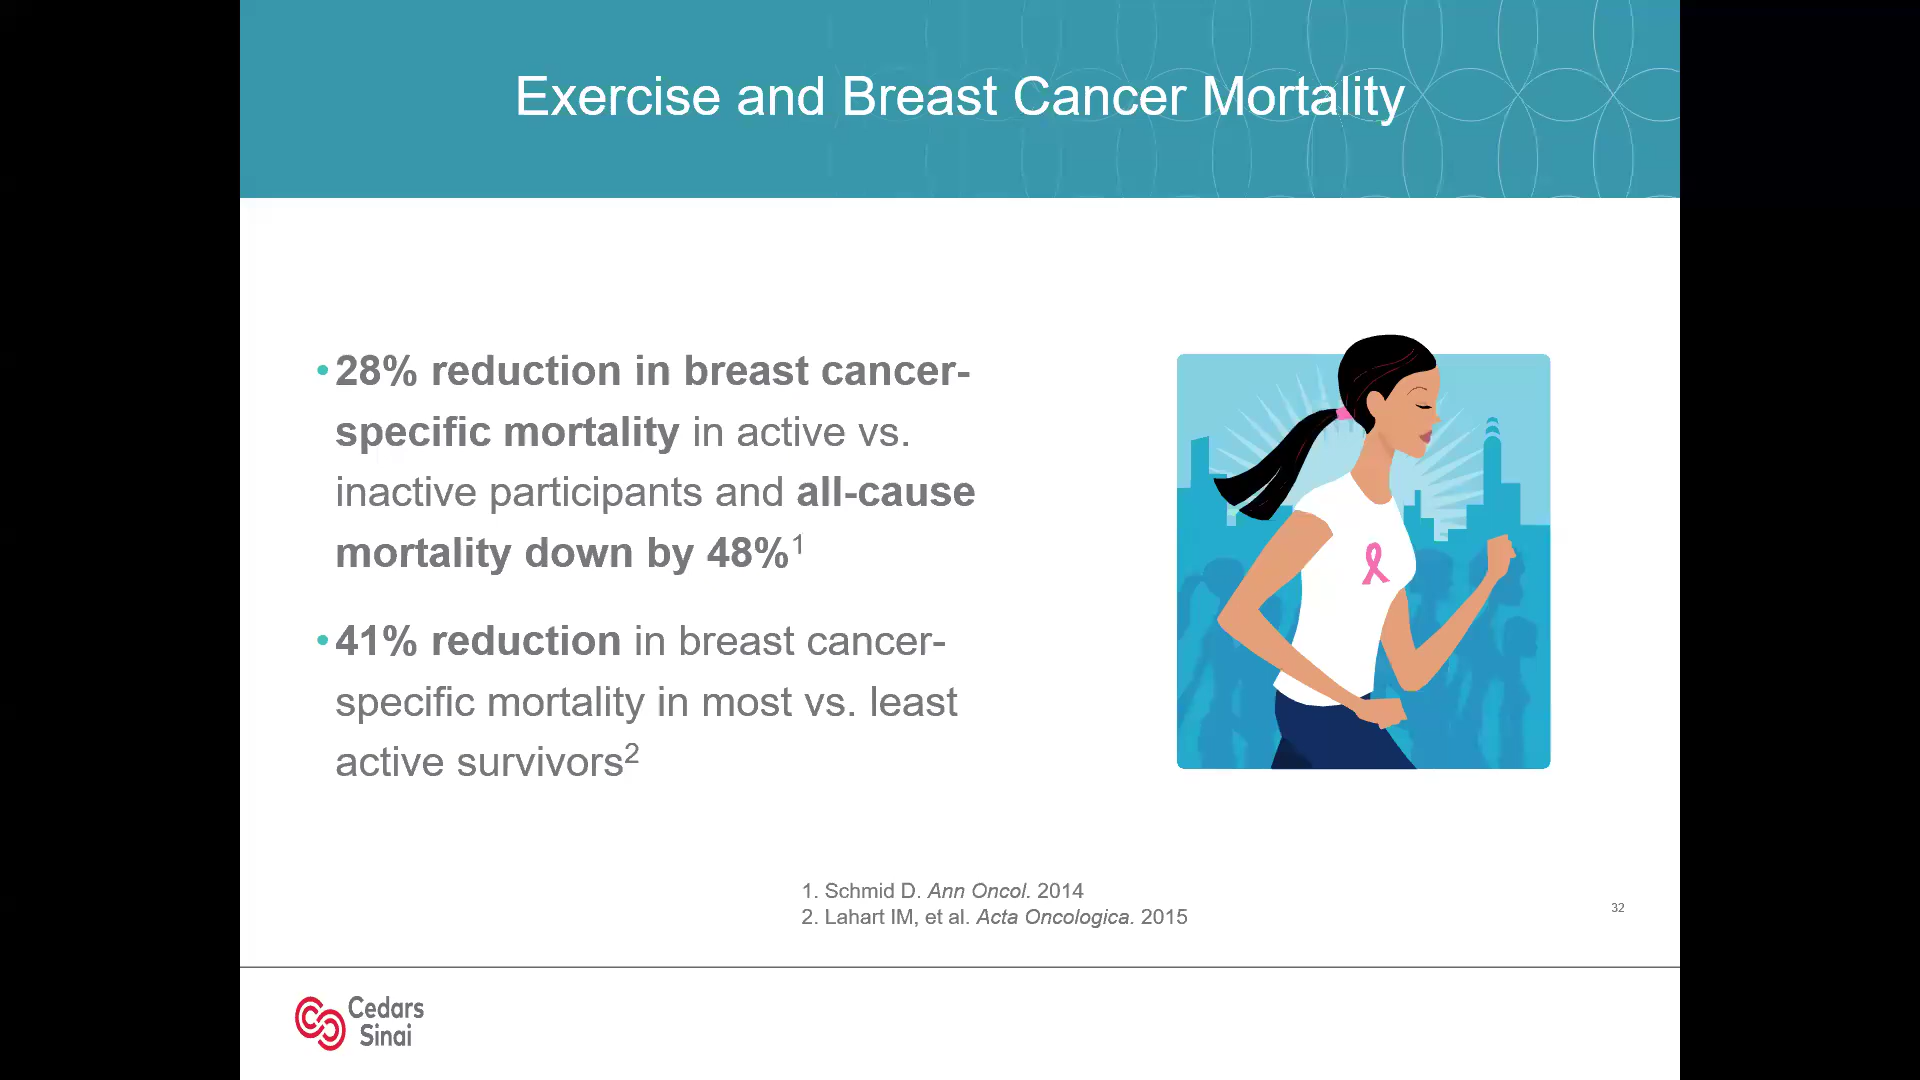 Exercise and Breast Cancer Mortality
•28% reduction in breast cancer-
specific mortality in active vs.
inactive participants and all-cause
mortality down by 48%1
•41% reduction in breast cancer-
specific mortality in most vs. least
active survivors2
1. Schmid D. Ann Oncol. 2014
2. Lahart IM, et al. Acta Oncologica. 2015
32
Cedars
Sinai